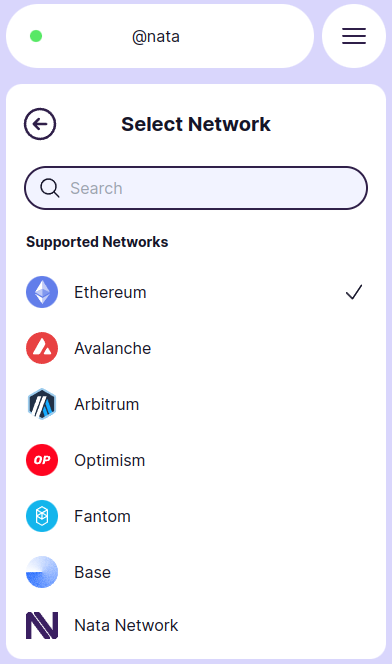 @nata
Select Network
Search
Supported Networks
Ethereum
Avalanche
Arbitrum
OP Optimism
Fantom
Base
Nata Network